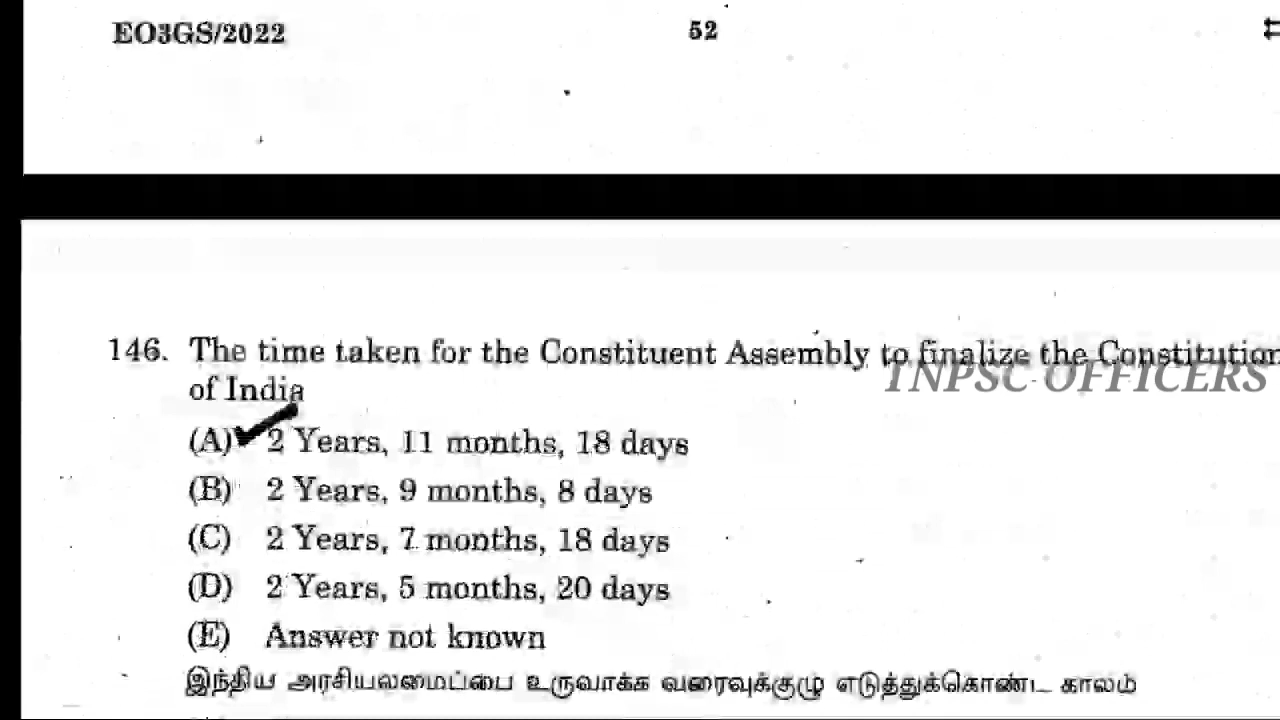 EO3GS/2022 52
146. The time taken for the Constituent Assembly to finalize the Constitution
of India
TNPSC OFFICERS
(A) 2 Years, 11 months, 18 days
(B) 2 Years, 9 months, 8 days
(C) 2 Years, 7 months, 18 days
(D) 2 Years, 5 months, 20 days
(E) Answer not known
இந்திய அரசியலமைப்பை உருவாக்க வரைவுக்குழு எடுத்துக்கொண்ட காலம்